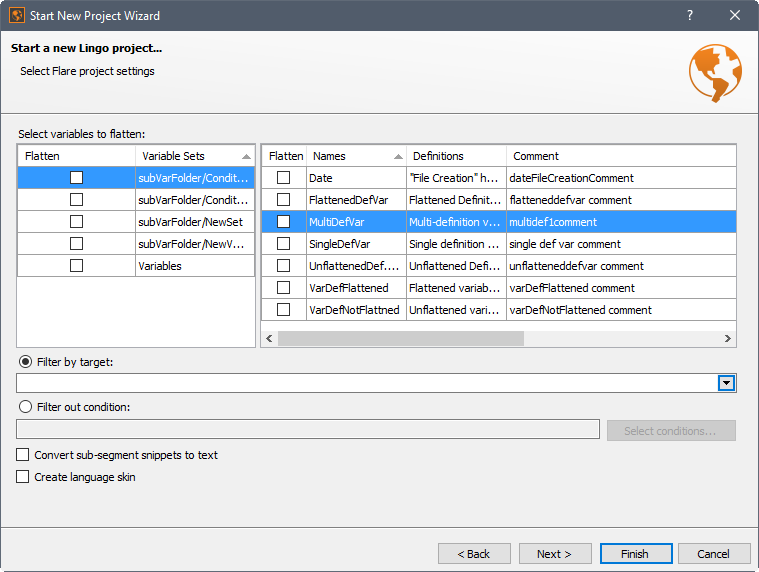 Start New Project Wizard ?
Start a new Lingo project...
Select Flare project settings
Select variables to flatten:
Flatten Variable Sets
subVarFolder/Condit...
subVarFolder/Condit...
subVarFolder/NewSet
subVarFolder/NewV...
Variables
Flatten Names Definitions Comment
Date "File Creation" h... dateFileCreationComment
FlattenedDefVar Flattened Definit... flatteneddefvar comment
MultiDefVar Multi-definition v... multidef1comment
SingleDefVar Single definition ... single def var comment
UnflattenedDef... Unflattened Defi... unflatteneddefvar comment
VarDefFlattened Flattened variab... varDefFlattened comment
VarDefNotFlattned Unflattened vari... varDefNotFlattened comment
Filter by target:
Filter out condition:
Select conditions...
Convert sub-segment snippets to text
Create language skin
< Back Next > Finish Cancel